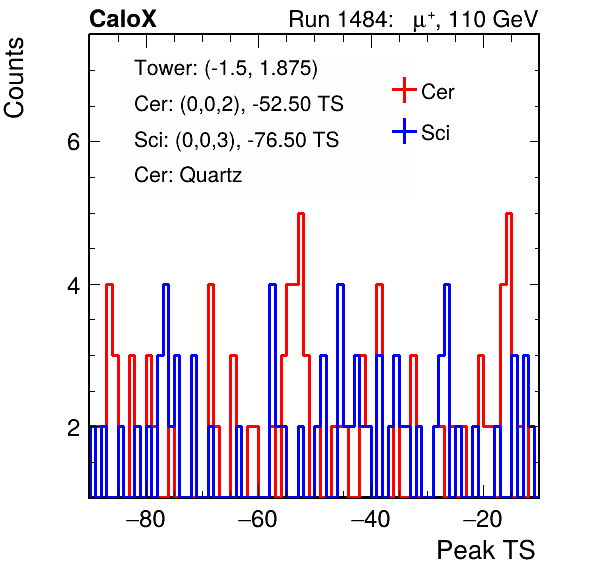 CaloX Run 1484: μ⁺, 110 GeV
Counts
Tower: (-1.5, 1.875)
Cer: (0,0,2), -52.50 TS
Sci: (0,0,3), -76.50 TS
Cer: Quartz
Cer
Sci
6
4
2
−80 −60 −40 −20
Peak TS